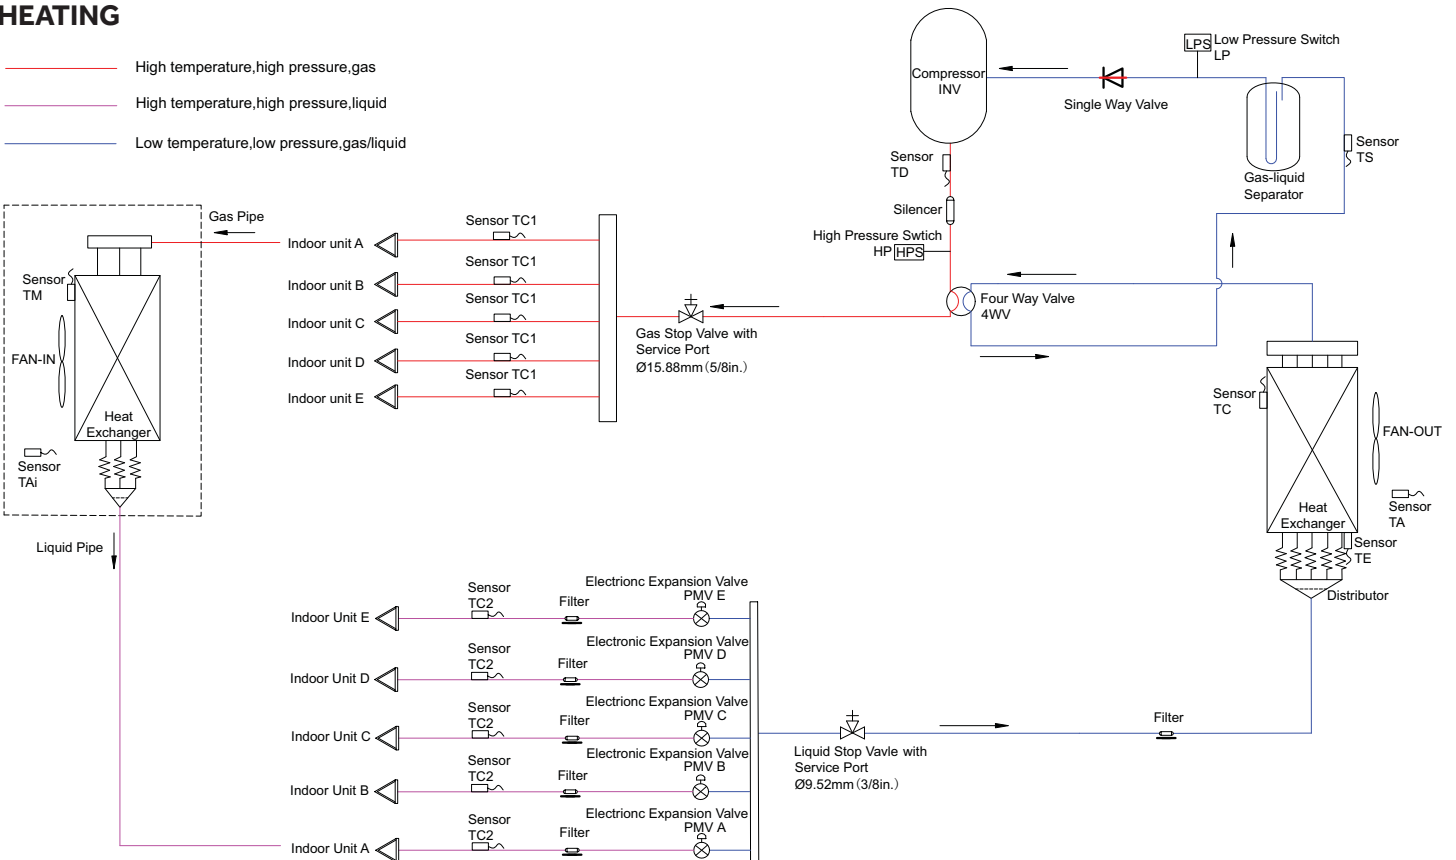 HEATING
High temperature,high pressure,gas
High temperature,high pressure,liquid
Low temperature,low pressure,gas/liquid
Compressor
INV
LPS
Low Pressure Switch
LP
Single Way Valve
Sensor
TS
Gas-liquid
Separator
Sensor
TD
Silencer
High Pressure Swtich
HP
HPS
Four Way Valve
4WV
Gas Pipe
Indoor unit A
Sensor TC1
Indoor unit B
Sensor TC1
Indoor unit C
Sensor TC1
Indoor unit D
Sensor TC1
Indoor unit E
Sensor TC1
Gas Stop Valve with
Service Port
Ø15.88mm(5/8in.)
Sensor
TM
FAN-IN
Heat
Exchanger
Sensor
TAi
Liquid Pipe
Sensor
TC
FAN-OUT
Heat
Exchanger
Sensor
TA
Sensor
TE
Distributor
Indoor Unit E
Sensor
TC2
Filter
Electrionc Expansion Valve
PMV E
Indoor Unit D
Sensor
TC2
Filter
Electrionc Expansion Valve
PMV D
Indoor Unit C
Sensor
TC2
Filter
Electrionc Expansion Valve
PMV C
Indoor Unit B
Sensor
TC2
Filter
Electrionc Expansion Valve
PMV B
Indoor Unit A
Sensor
TC2
Filter
Electrionc Expansion Valve
PMV A
Liquid Stop Vavle with
Service Port
Ø9.52mm(3/8in.)
Filter